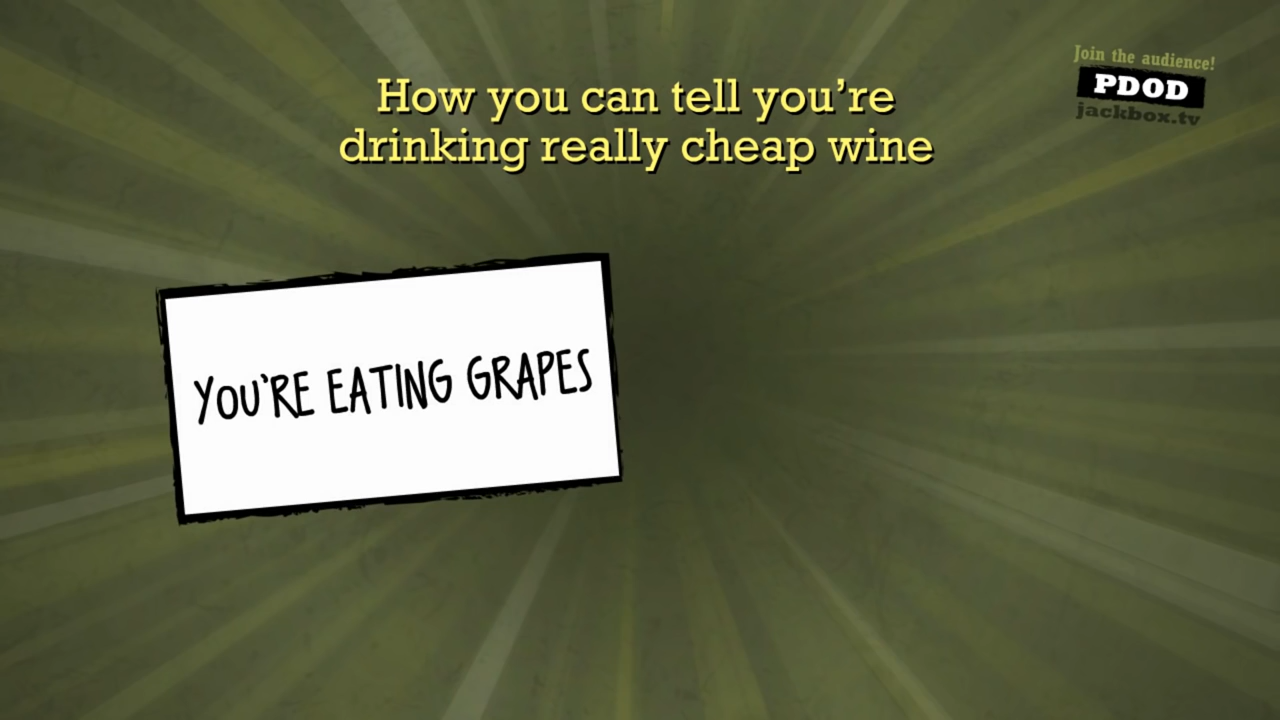 How you can tell you're
drinking really cheap wine
Join the audience!
PDOD
jackbox.tv
YOU'RE EATING GRAPES